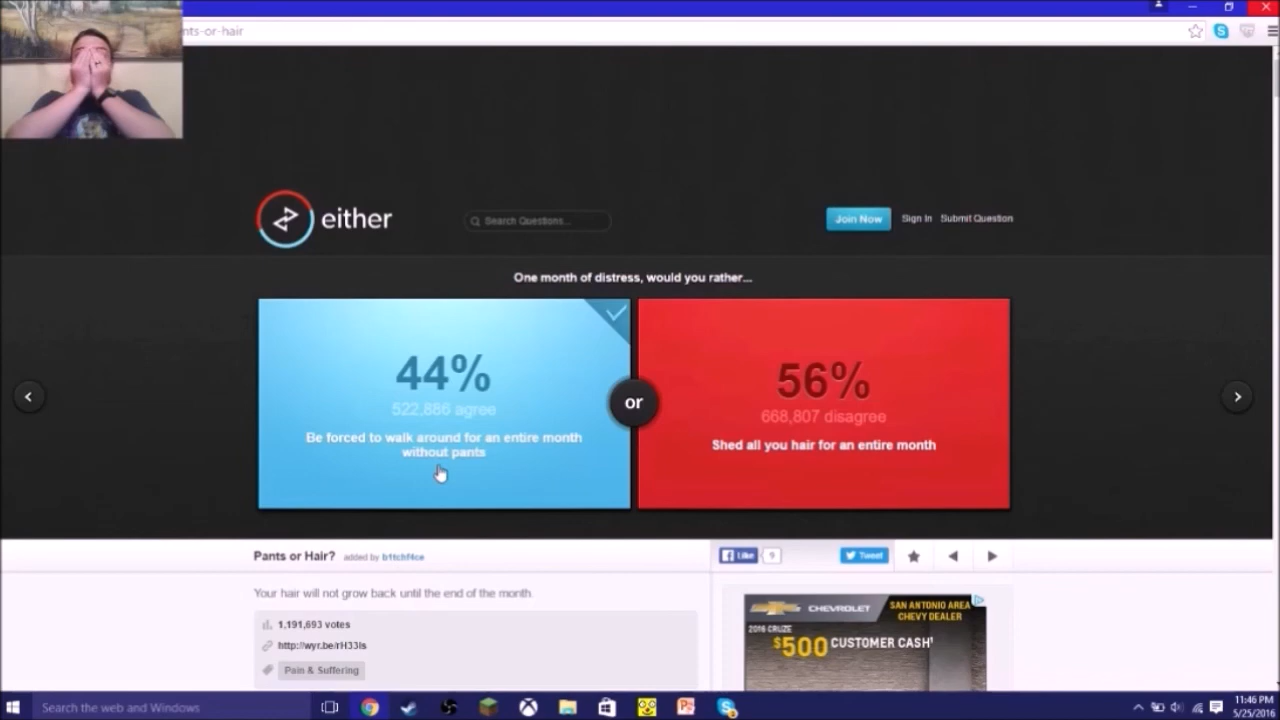 nts-or-hair
either
Search Questions...
Join Now
Sign In
Submit Question
One month of distress, would you rather...
44%
522,886 agree
Be forced to walk around for an entire month
without pants
or
56%
668,807 disagree
Shed all you hair for an entire month
Pants or Hair?
added by b1tchf4ce
Like
9
Tweet
Your hair will not grow back until the end of the month.
1,191,693 votes
http://wyr.be/rH33Is
Pain & Suffering
CHEVROLET
SAN ANTONIO AREA
CHEVY DEALER
2016 CRUZE
$500 CUSTOMER CASH¹
Search the web and Windows
11:46 PM
5/25/2016